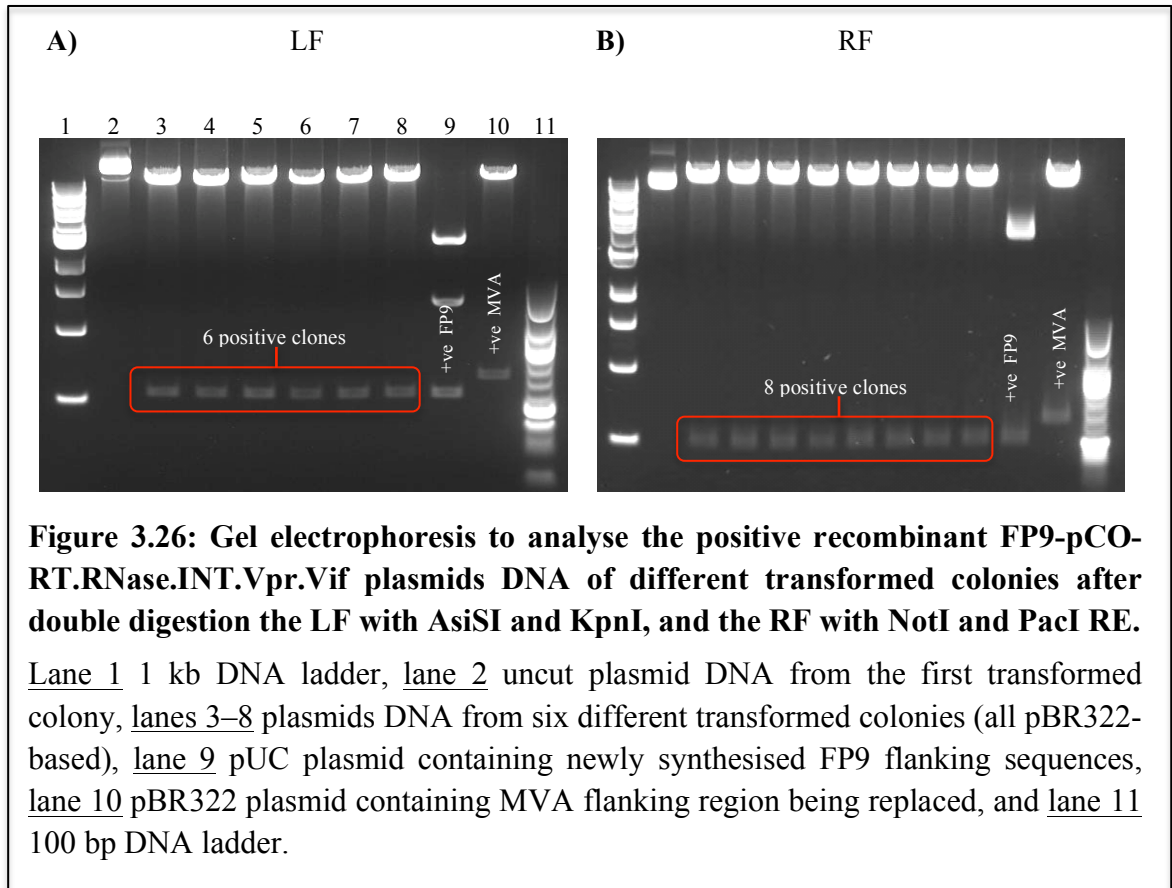 A) LF B) RF
1 2 3 4 5 6 7 8 9 10 11
6 positive clones
+ve FP9
+ve MVA
8 positive clones
+ve FP9
+ve MVA
Figure 3.26: Gel electrophoresis to analyse the positive recombinant FP9-pCO-
RT.RNase.INT.Vpr.Vif plasmids DNA of different transformed colonies after
double digestion the LF with AsiSI and KpnI, and the RF with NotI and PacI RE.
Lane 1 1 kb DNA ladder, lane 2 uncut plasmid DNA from the first transformed
colony, lanes 3–8 plasmids DNA from six different transformed colonies (all pBR322-
based), lane 9 pUC plasmid containing newly synthesised FP9 flanking sequences,
lane 10 pBR322 plasmid containing MVA flanking region being replaced, and lane 11
100 bp DNA ladder.